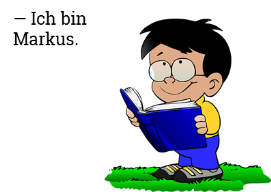 — Ich bin
Markus.